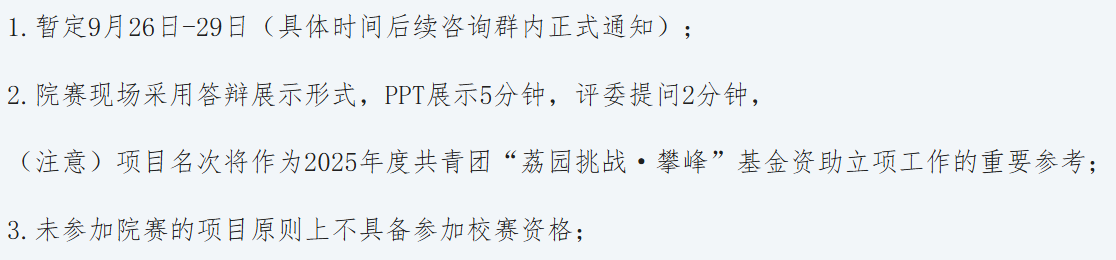 1.暂定9月26日-29日（具体时间后续咨询群内正式通知）；
2.院赛现场采用答辩展示形式，PPT展示5分钟，评委提问2分钟，
（注意）项目名次将作为2025年度共青团“荔园挑战·攀峰”基金资助立项工作的重要参考；
3.未参加院赛的项目原则上不具备参加校赛资格；